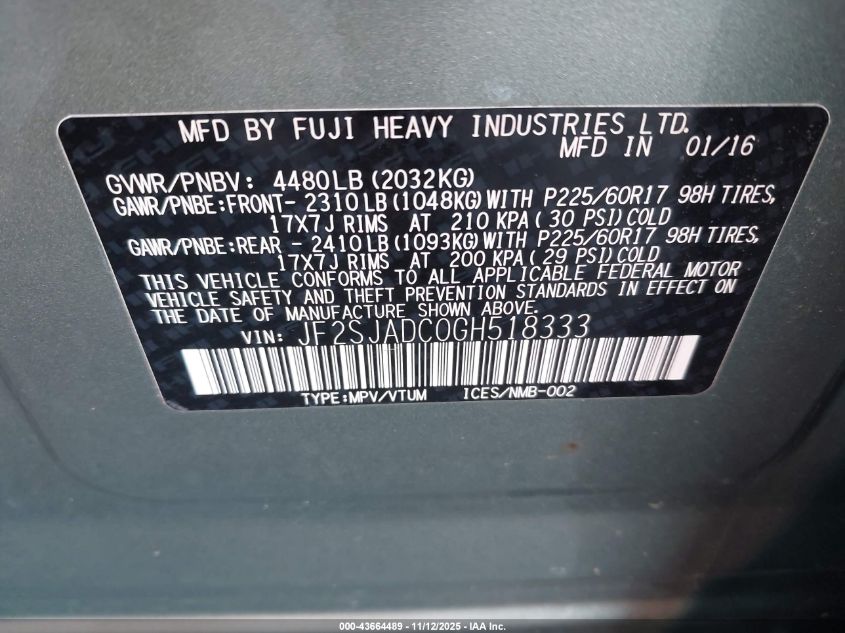 MFD BY FUJI HEAVY INDUSTRIES LTD.
MFD IN 01/16
GVWR/PNBV: 4480LB(2032KG)
GAWR/PNBE:FRONT- 2310LB(1048KG)WITH P225/60R17 98H TIRES,
17X7J RIMS AT 210 KPA(30 PSI)COLD
GAWR/PNBE:REAR - 2410LB(1093KG)WITH P225/60R17 98H TIRES,
17X7J RIMS AT 200 KPA(29 PSI)COLD
THIS VEHICLE CONFORMS TO ALL APPLICABLE FEDERAL MOTOR
VEHICLE SAFETY AND THEFT PREVENTION STANDARDS IN EFFECT ON
THE DATE OF MANUFACTURE SHOWN ABOVE.
VIN: JF2SJADC0GH518333
TYPE:MPV/VTUM ICES/NMB-002
000-43664489 - 11/12/2025 - IAA Inc.